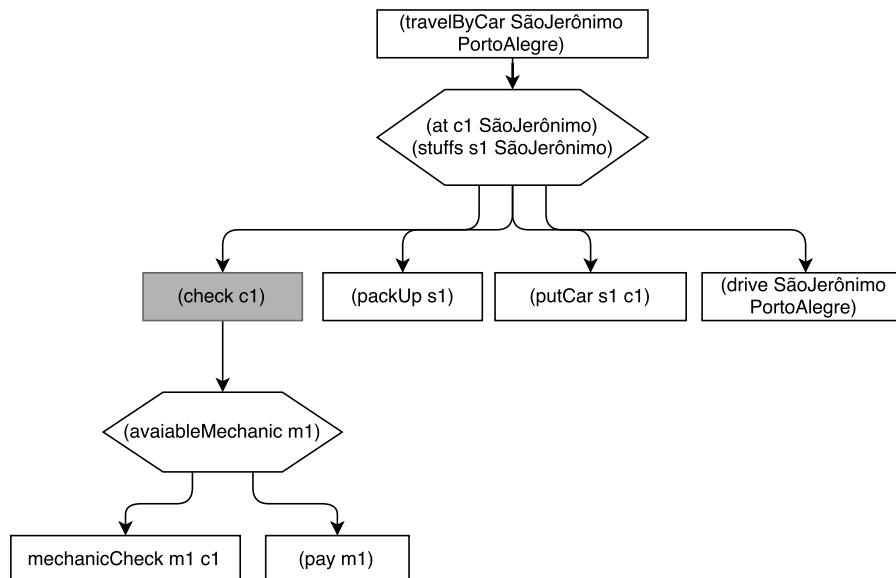 (travelByCar SãoJerônimo
PortoAlegre)
(at c1 SãoJerônimo)
(stuffs s1 SãoJerônimo)
(check c1)
(packUp s1)
(putCar s1 c1)
(drive SãoJerônimo
PortoAlegre)
(avaiableMechanic m1)
mechanicCheck m1 c1
(pay m1)